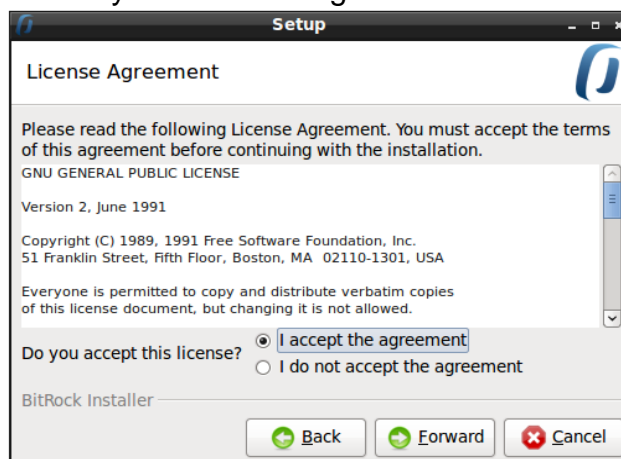 Setup
License Agreement
Please read the following License Agreement. You must accept the terms
of this agreement before continuing with the installation.
GNU GENERAL PUBLIC LICENSE
Version 2, June 1991
Copyright (C) 1989, 1991 Free Software Foundation, Inc.
51 Franklin Street, Fifth Floor, Boston, MA  02110-1301, USA
Everyone is permitted to copy and distribute verbatim copies
of this license document, but changing it is not allowed.
Do you accept this license?
I accept the agreement
I do not accept the agreement
BitRock Installer
Back
Forward
Cancel